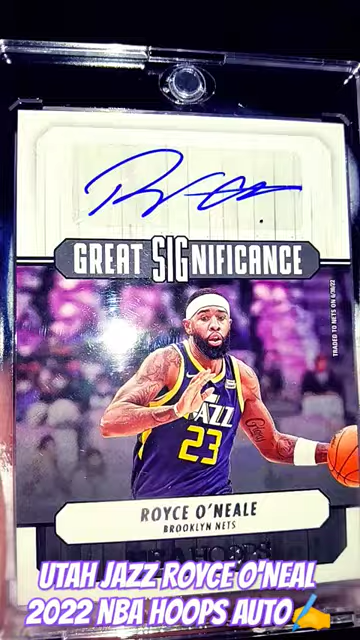 GREAT SIGNIFICANCE
TRADED TO NETS ON 6/30/22
JAZZ
23
ROYCE O'NEALE
BROOKLYN NETS
UTAH JAZZ ROYCE O'NEAL
2022 NBA HOOPS AUTO✍️